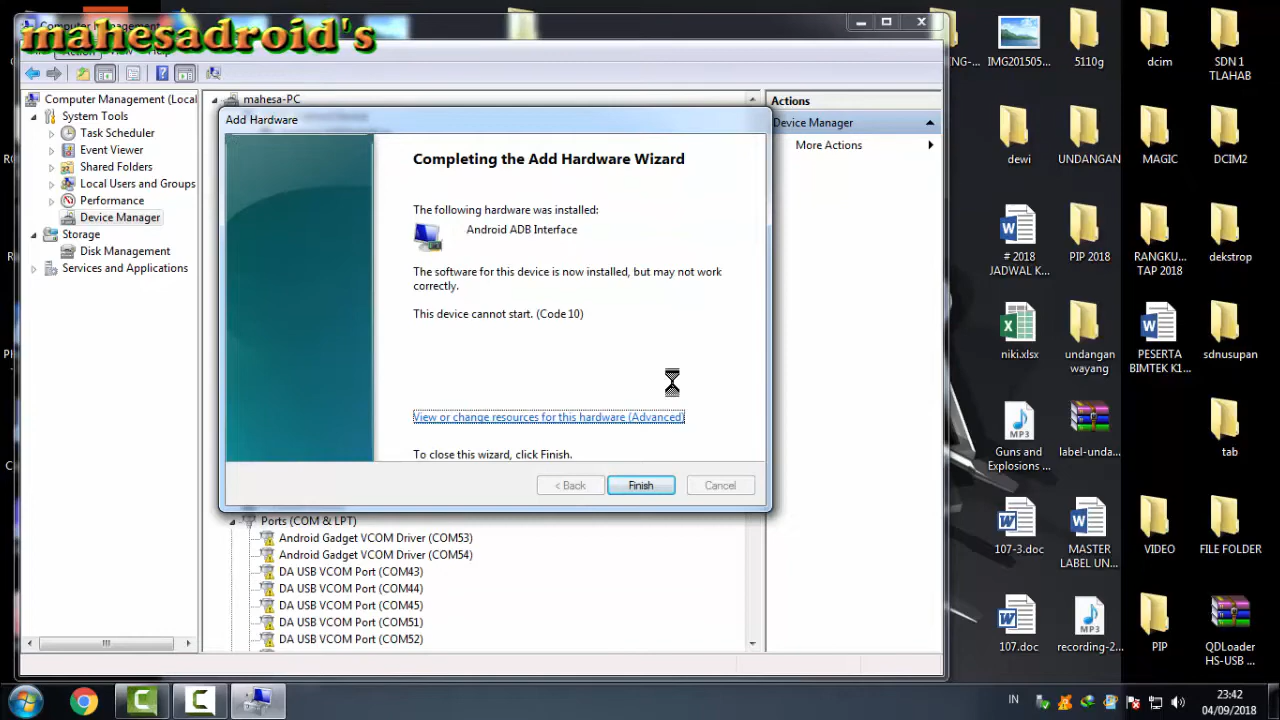 mahesadroid's
Computer Management
Computer Management (Local
System Tools
Task Scheduler
Event Viewer
Shared Folders
Local Users and Groups
Performance
Device Manager
Storage
Disk Management
Services and Applications
mahesa-PC
Add Hardware
Completing the Add Hardware Wizard
The following hardware was installed:
Android ADB Interface
The software for this device is now installed, but may not work
correctly.
This device cannot start. (Code 10)
View or change resources for this hardware (Advanced)
To close this wizard, click Finish.
< Back
Finish
Cancel
Ports (COM & LPT)
Android Gadget VCOM Driver (COM53)
Android Gadget VCOM Driver (COM54)
DA USB VCOM Port (COM43)
DA USB VCOM Port (COM44)
DA USB VCOM Port (COM45)
DA USB VCOM Port (COM51)
DA USB VCOM Port (COM52)
Actions
Device Manager
More Actions
IMG201505...
5110g
dcim
SDN 1
TLAHAB
dewi
UNDANGAN
MAGIC
DCIM2
# 2018
JADWAL K...
PIP 2018
RANGKU...
TAP 2018
dekstrop
niki.xlsx
undangan
wayang
PESERTA
BIMTEK K1...
sdnusupan
MP3
Guns and
Explosions ...
label-unda...
tab
107-3.doc
MASTER
LABEL UN...
VIDEO
FILE FOLDER
107.doc
MP3
recording-2...
PIP
QDLoader
HS-USB ...
IN
23:42
04/09/2018